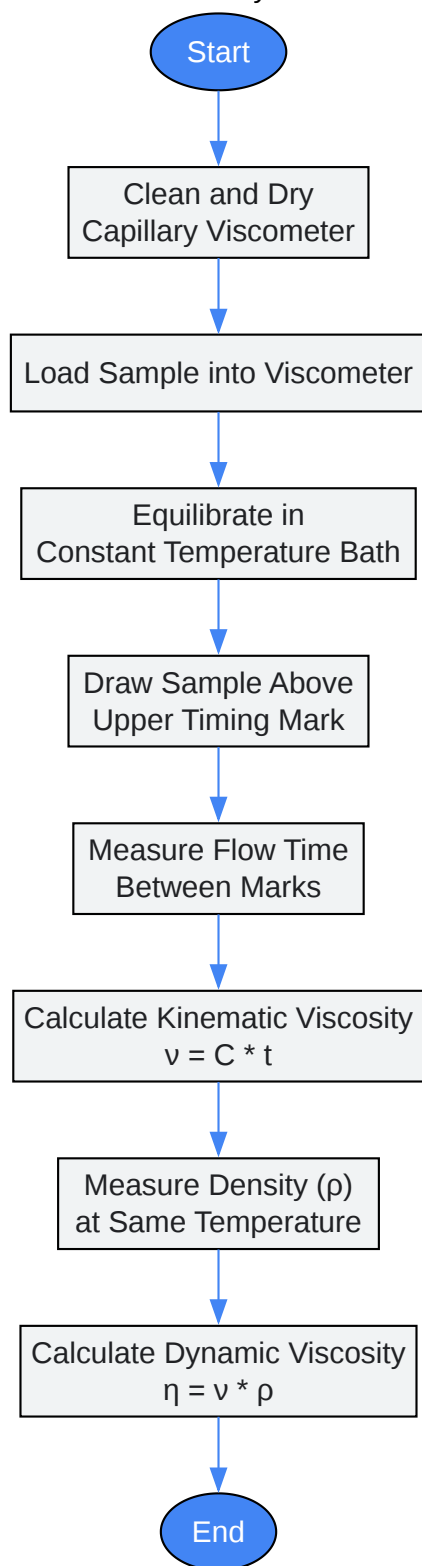 Start
Clean and Dry
Capillary Viscometer
Load Sample into Viscometer
Equilibrate in
Constant Temperature Bath
Draw Sample Above
Upper Timing Mark
Measure Flow Time
Between Marks
Calculate Kinematic Viscosity
ν = C * t
Measure Density (ρ)
at Same Temperature
Calculate Dynamic Viscosity
η = ν * ρ
End